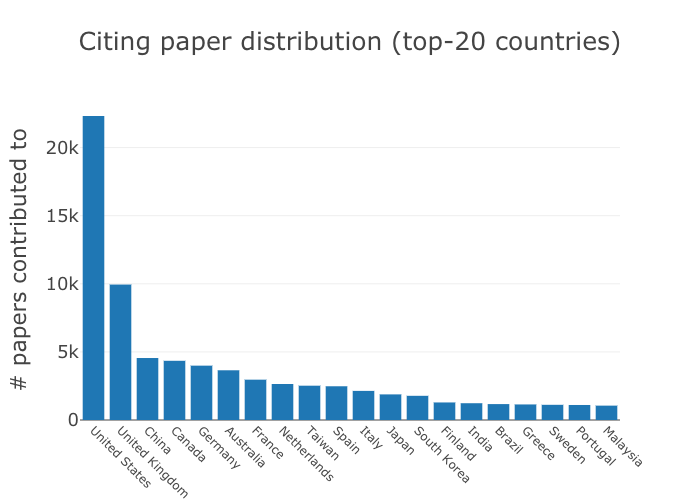 Citing paper distribution (top-20 countries)
# papers contributed to
20k
15k
10k
5k
0
United States
United Kingdom
China
Canada
Germany
Australia
France
Netherlands
Taiwan
Spain
Italy
Japan
South Korea
Finland
India
Brazil
Greece
Sweden
Portugal
Malaysia